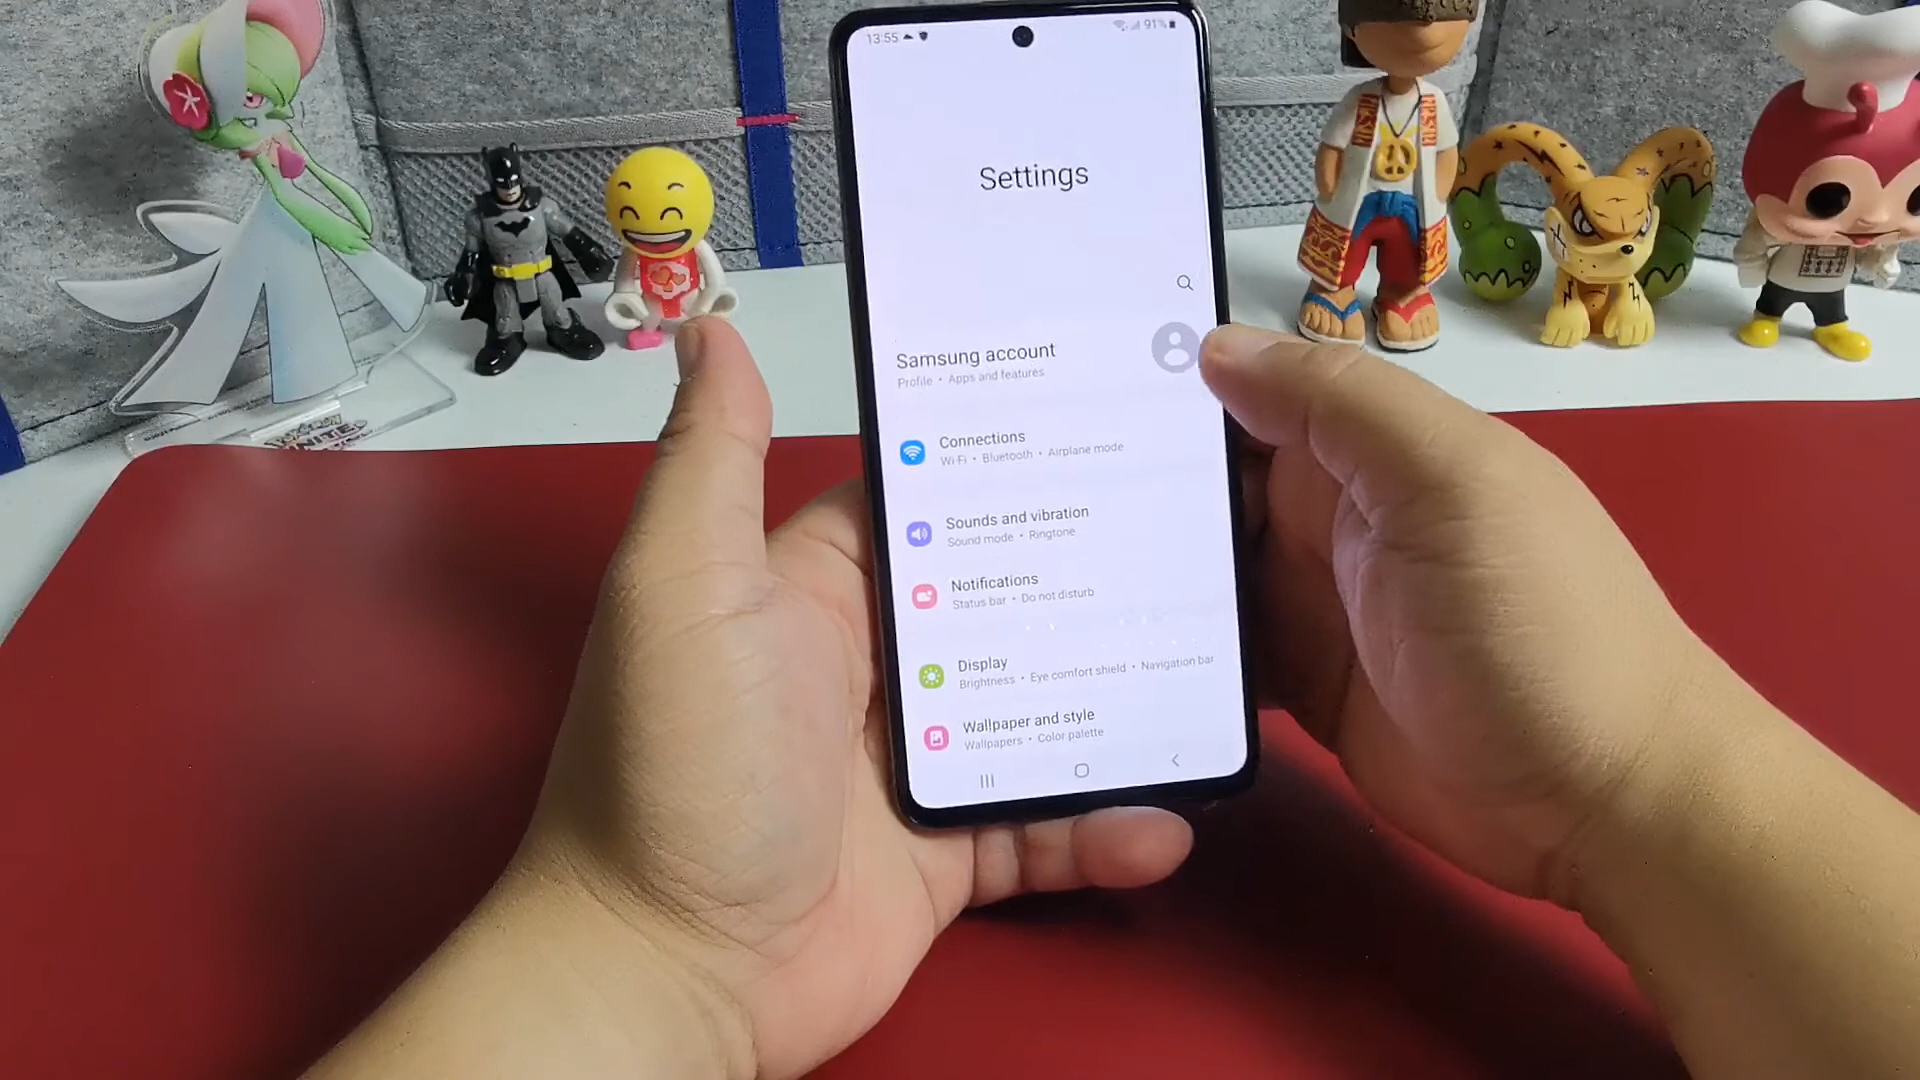 13:55
91%
Settings
Samsung account
Profile • Apps and features
Connections
Wi-Fi • Bluetooth • Airplane mode
Sounds and vibration
Sound mode • Ringtone
Notifications
Status bar • Do not disturb
Display
Brightness • Eye comfort shield • Navigation bar
Wallpaper and style
Wallpapers • Color palette